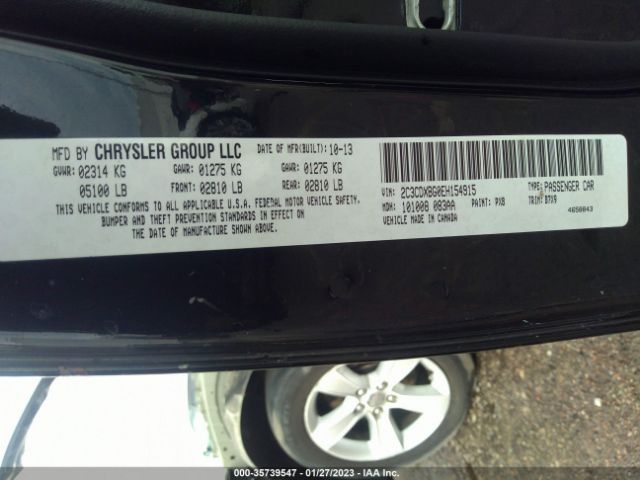 MFD BY CHRYSLER GROUP LLC DATE OF MFR(BUILT): 10-13
GVWR: 02314 KG GAWR: 01275 KG GAWR: 01275 KG
05100 LB FRONT: 02810 LB REAR: 02810 LB
THIS VEHICLE CONFORMS TO ALL APPLICABLE U.S.A. FEDERAL MOTOR VEHICLE SAFETY,
BUMPER AND THEFT PREVENTION STANDARDS IN EFFECT ON
THE DATE OF MANUFACTURE SHOWN ABOVE.
VIN: 2C3CDXBG0EH154915 TYPE: PASSENGER CAR
MDH: 101008 083AA PAINT: PX8 TRIM: D7X9
VEHICLE MADE IN CANADA 4650843
000-35739547 - 01/27/2023 - IAA Inc.